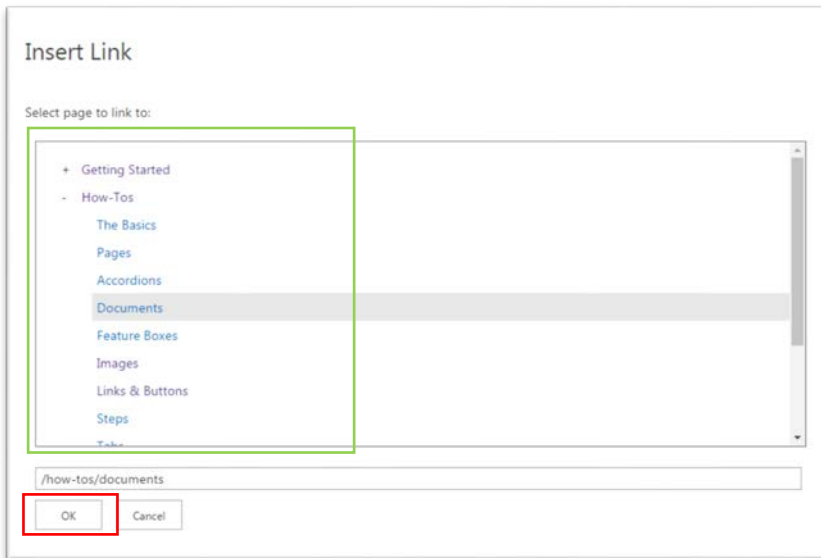 Insert Link
Select page to link to:
+ Getting Started
- How-Tos
The Basics
Pages
Accordions
Documents
Feature Boxes
Images
Links & Buttons
Steps
Tabs
/how-tos/documents
OK Cancel